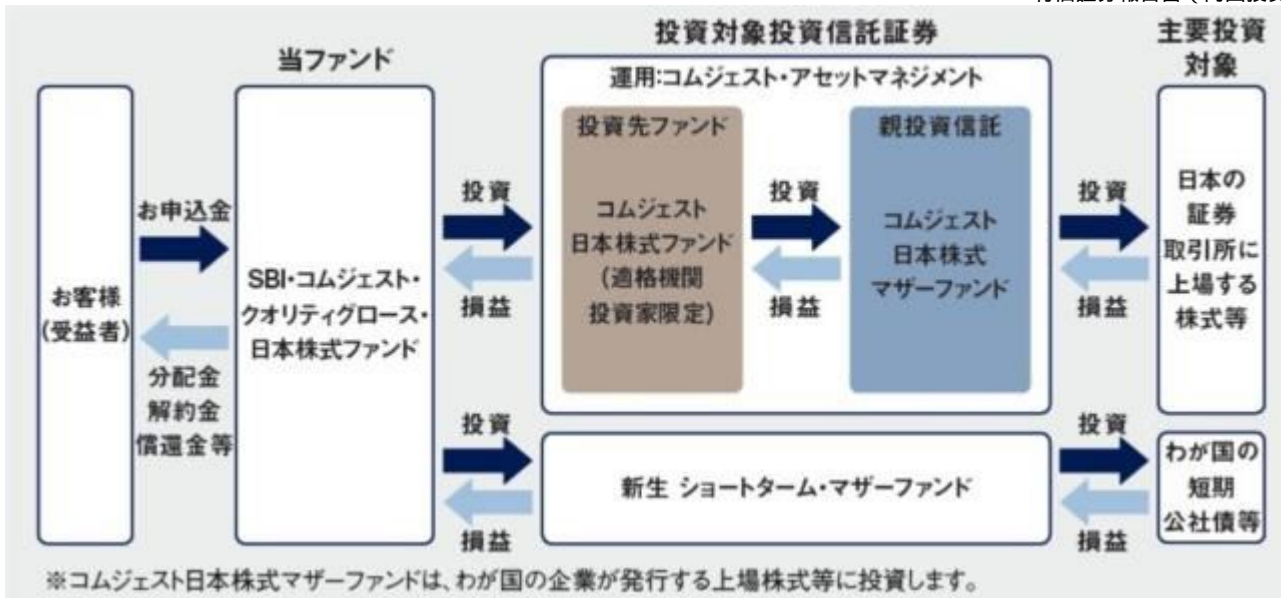 投資対象投資信託証券
主要投資
対象
当ファンド
運用:コムジェスト・アセットマネジメント
投資先ファンド
親投資信託
お申込金
投資
投資
投資
日本の
証券
取引所に
上場する
株式等
コムジェスト
日本株式ファンド
(適格機関
投資家限定)
コムジェスト
日本株式
マザーファンド
お客様
(受益者)
SBI・コムジェスト・
クオリティグロース・
日本株式ファンド
損益
損益
損益
分配金
解約金
償還金等
投資
投資
新生 ショートターム・マザーファンド
わが国の
短期
公社債等
損益
損益
※コムジェスト日本株式マザーファンドは、わが国の企業が発行する上場株式等に投資します。